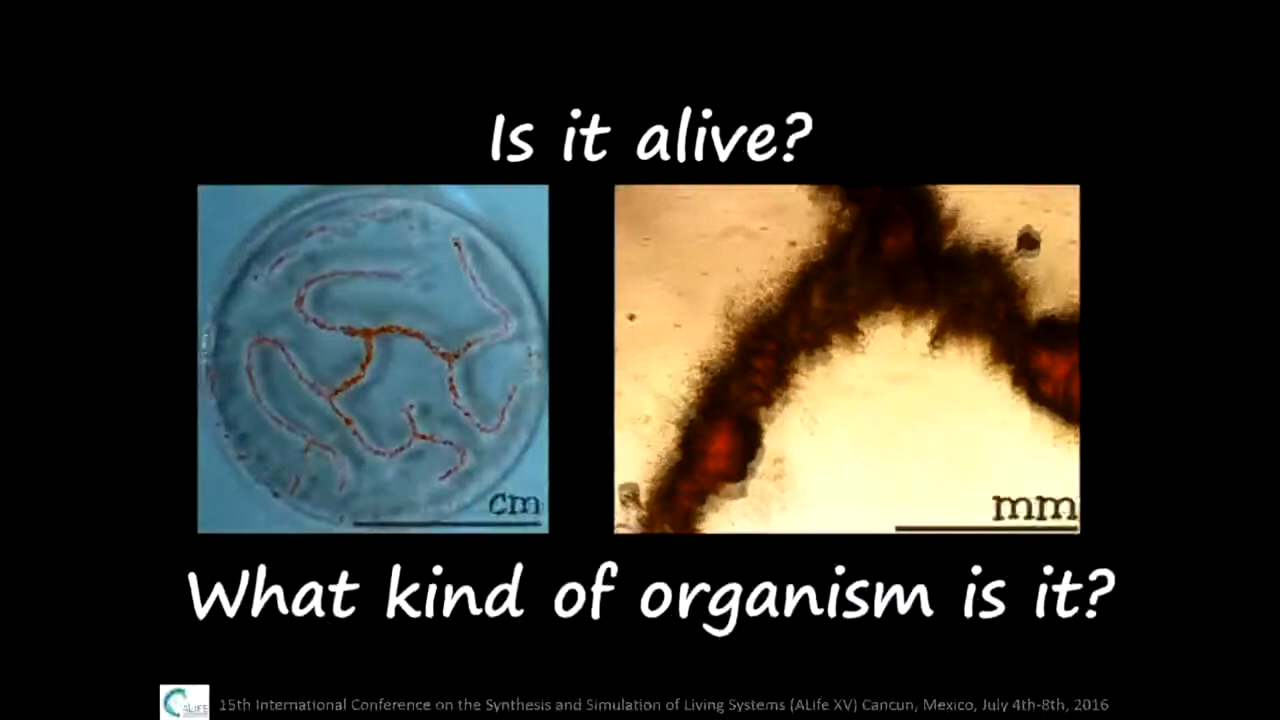 Is it alive?
cm
mm
What kind of organism is it?
ALIFE
15th International Conference on the Synthesis and Simulation of Living Systems (ALife XV) Cancun, Mexico, July 4th-8th, 2016